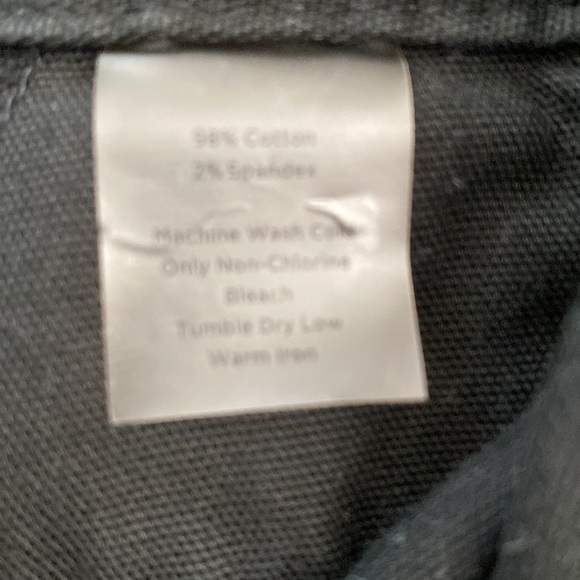 98% Cotton
2% Spandex
Machine Wash Cold
Only Non-Chlorine
Bleach
Tumble Dry Low
Warm Iron